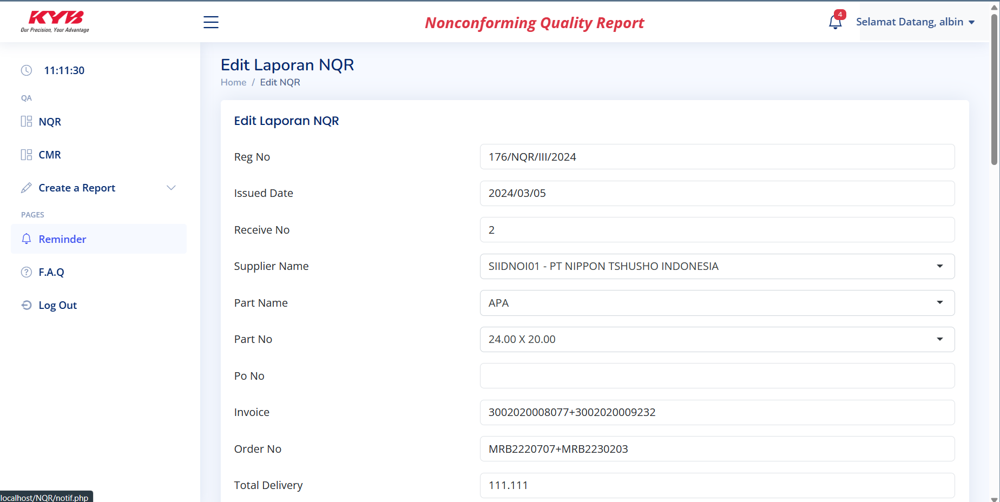 KYB
Our Precision, Your Advantage
Nonconforming Quality Report
4
Selamat Datang, albin
11:11:30
QA
NQR
CMR
Create a Report
PAGES
Reminder
F.A.Q
Log Out
Edit Laporan NQR
Home / Edit NQR
Edit Laporan NQR
Reg No 176/NQR/III/2024
Issued Date 2024/03/05
Receive No 2
Supplier Name SIIDNOI01 - PT NIPPON TSHUSHO INDONESIA
Part Name APA
Part No 24.00 X 20.00
Po No
Invoice 3002020008077+3002020009232
Order No MRB2220707+MRB2230203
Total Delivery 111.111
localhost/NQR/notif.php